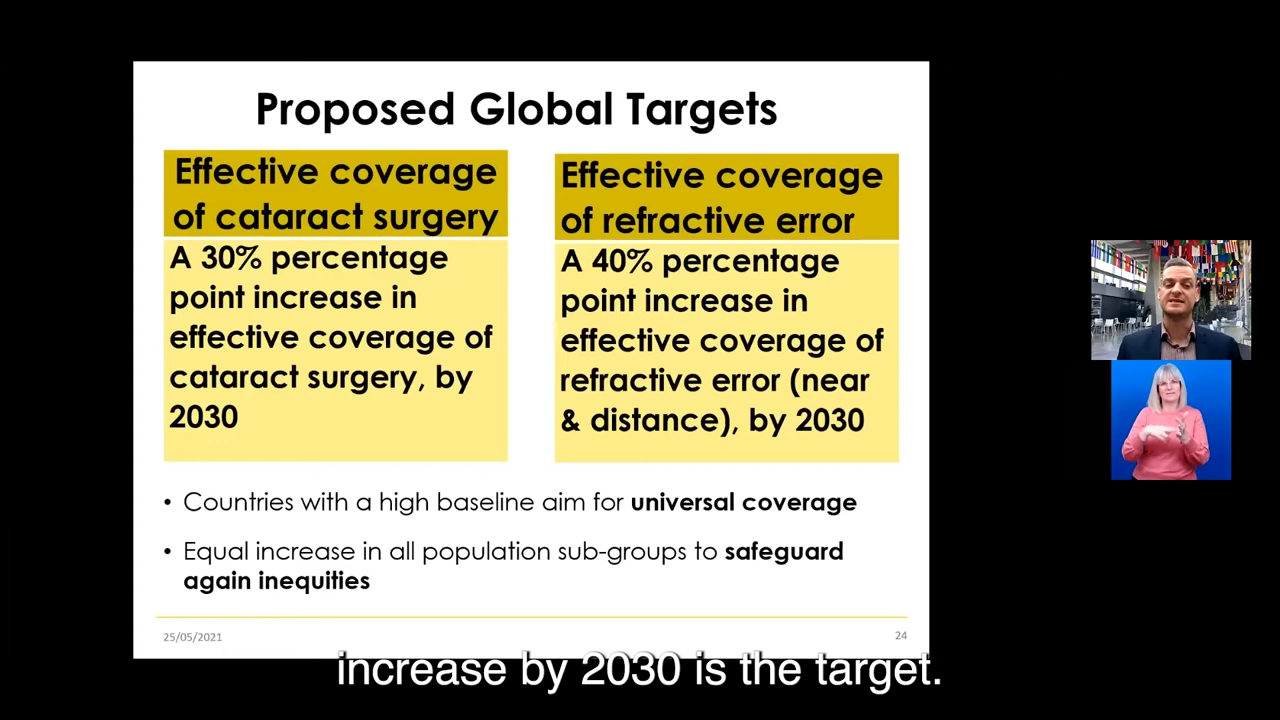 Proposed Global Targets
Effective coverage
of cataract surgery
A 30% percentage
point increase in
effective coverage of
cataract surgery, by
2030
Effective coverage
of refractive error
A 40% percentage
point increase in
effective coverage of
refractive error (near
& distance), by 2030
• Countries with a high baseline aim for universal coverage
• Equal increase in all population sub-groups to safeguard
again inequities
25/05/2021
24
increase by 2030 is the target.